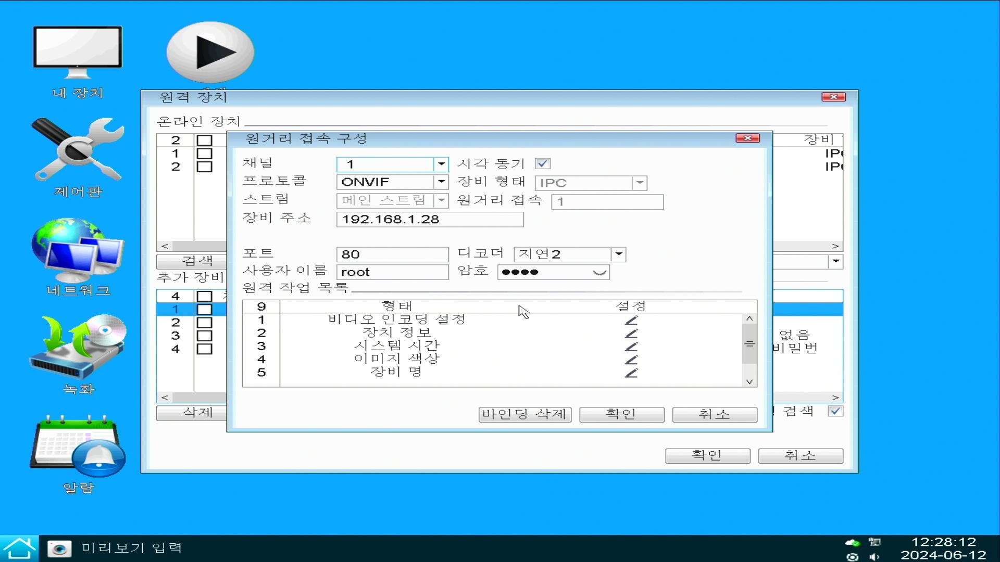 내 장치
제어판
네트워크
녹화
알람
원격 장치
온라인 장치
2 장비
1 IPC
2 IPC
검색
추가 장비
4
1
2
3 없음
4 비밀번
삭제
검색
확인 취소
원거리 접속 구성
채널 1 시각 동기
프로토콜 ONVIF 장비 형태 IPC
스트림 메인 스트림 원거리 접속 1
장비 주소 192.168.1.28
포트 80 디코더 지연2
사용자 이름 root 암호 ●●●●
원격 작업 목록
9 형태 설정
1 비디오 인코딩 설정
2 장치 정보
3 시스템 시간
4 이미지 색상
5 장비 명
바인딩 삭제 확인 취소
미리보기 입력
12:28:12
2024-06-12